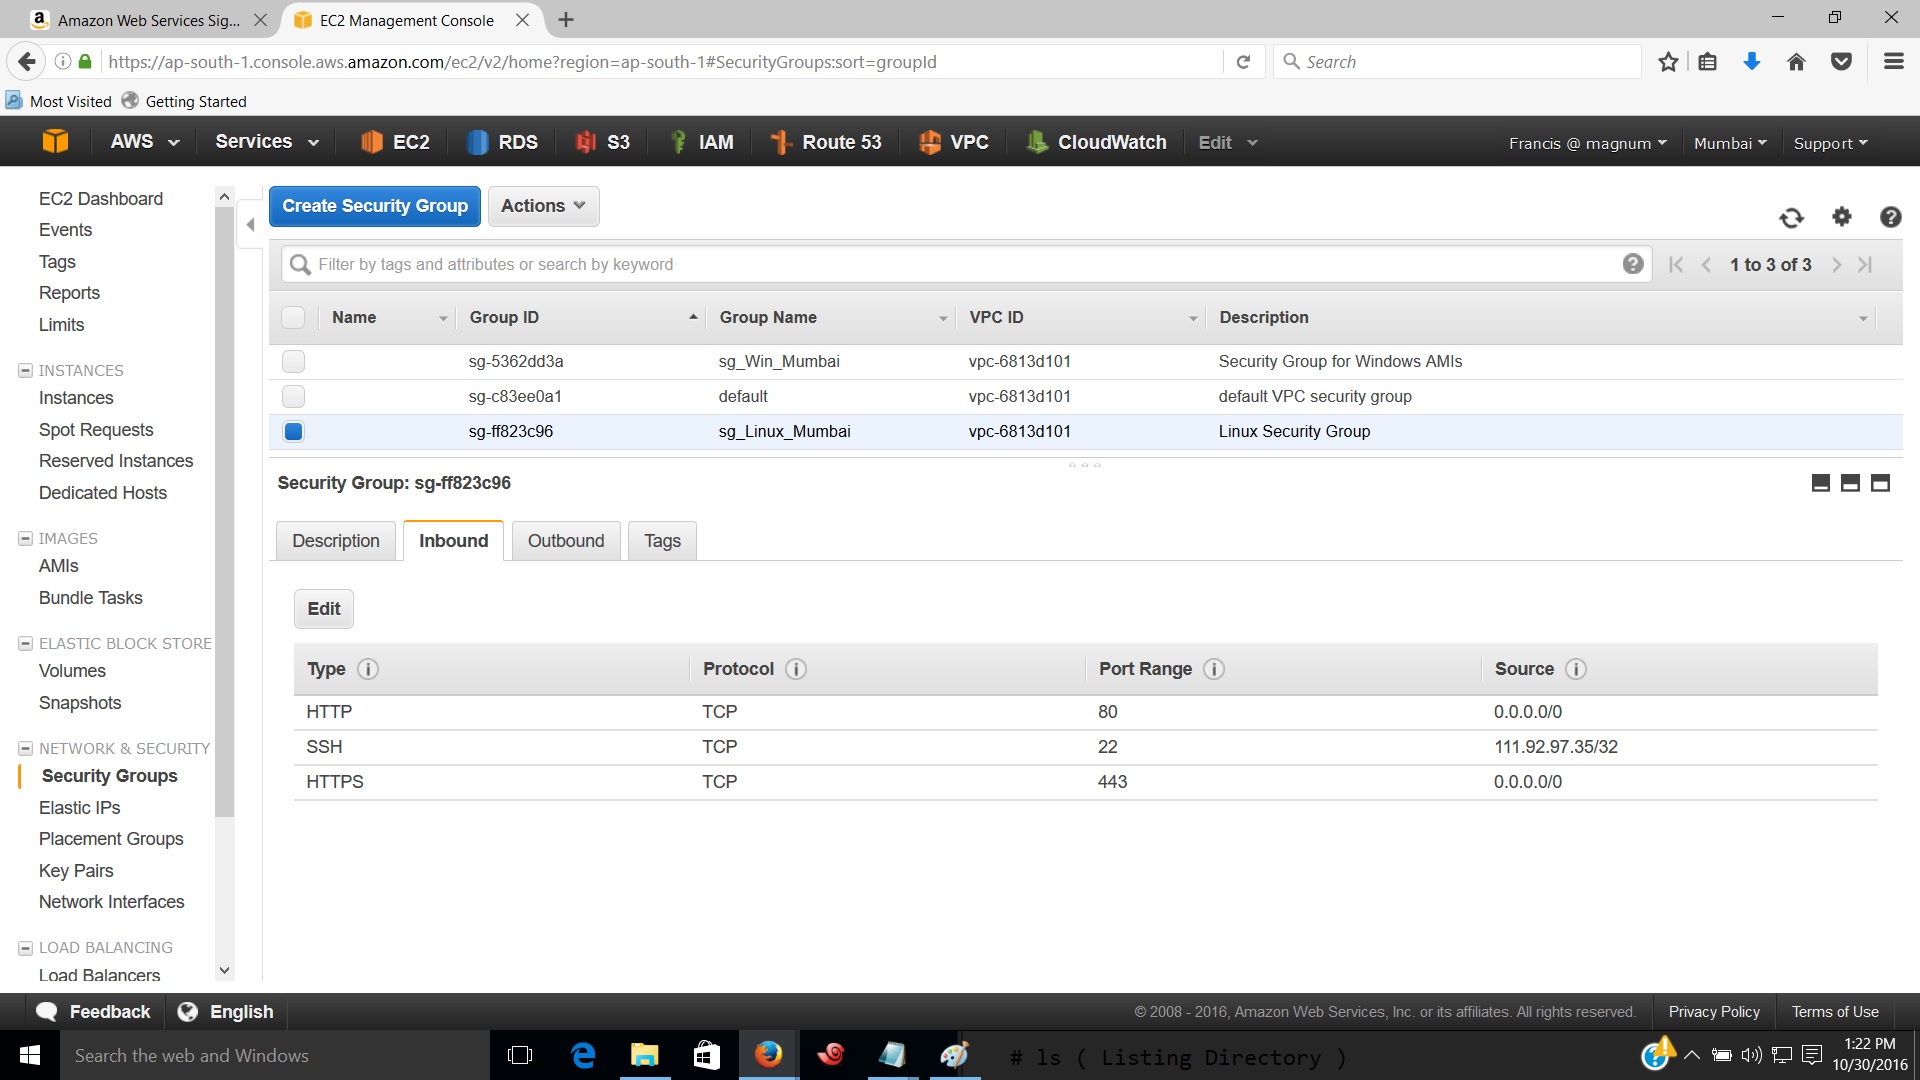 Amazon Web Services Sig...
EC2 Management Console
https://ap-south-1.console.aws.amazon.com/ec2/v2/home?region=ap-south-1#SecurityGroups:sort=groupId
Search
Most Visited
Getting Started
AWS
Services
EC2
RDS
S3
IAM
Route 53
VPC
CloudWatch
Edit
Francis @ magnum
Mumbai
Support
EC2 Dashboard
Events
Tags
Reports
Limits
INSTANCES
Instances
Spot Requests
Reserved Instances
Dedicated Hosts
IMAGES
AMIs
Bundle Tasks
ELASTIC BLOCK STORE
Volumes
Snapshots
NETWORK & SECURITY
Security Groups
Elastic IPs
Placement Groups
Key Pairs
Network Interfaces
LOAD BALANCING
Load Balancers
Create Security Group
Actions
Filter by tags and attributes or search by keyword
1 to 3 of 3
Name Group ID Group Name VPC ID Description
sg-5362dd3a sg_Win_Mumbai vpc-6813d101 Security Group for Windows AMIs
sg-c83ee0a1 default vpc-6813d101 default VPC security group
sg-ff823c96 sg_Linux_Mumbai vpc-6813d101 Linux Security Group
Security Group: sg-ff823c96
Description
Inbound
Outbound
Tags
Edit
Type Protocol Port Range Source
HTTP TCP 80 0.0.0.0/0
SSH TCP 22 111.92.97.35/32
HTTPS TCP 443 0.0.0.0/0
Feedback
English
© 2008 - 2016, Amazon Web Services, Inc. or its affiliates. All rights reserved.
Privacy Policy
Terms of Use
Search the web and Windows
# ls ( Listing Directory )
1:22 PM
10/30/2016